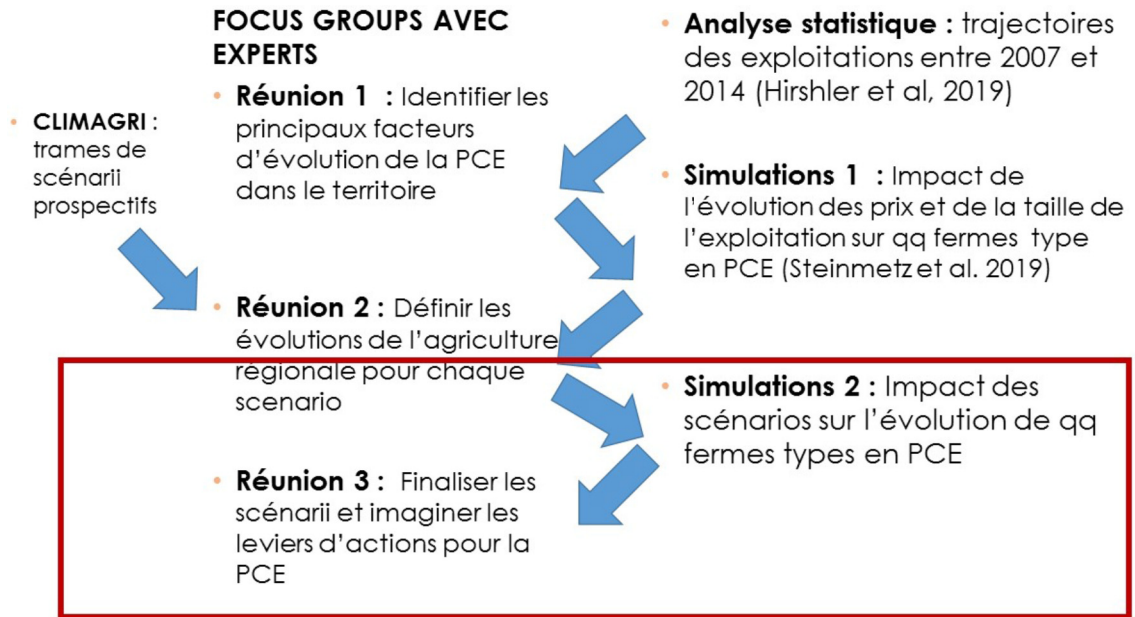 FOCUS GROUPS AVEC
EXPERTS
• Réunion 1 : Identifier les
principaux facteurs
d'évolution de la PCE
dans le territoire
• CLIMAGRI :
trames de
scénarii
prospectifs
• Réunion 2 : Définir les
évolutions de l'agriculture
régionale pour chaque
scenario
• Réunion 3 : Finaliser les
scénarii et imaginer les
leviers d'actions pour la
PCE
• Analyse statistique : trajectoires
des exploitations entre 2007 et
2014 (Hirshler et al, 2019)
• Simulations 1 : Impact de
l'évolution des prix et de la taille de
l'exploitation sur qq fermes type
en PCE (Steinmetz et al. 2019)
• Simulations 2 : Impact des
scénarios sur l'évolution de qq
fermes types en PCE